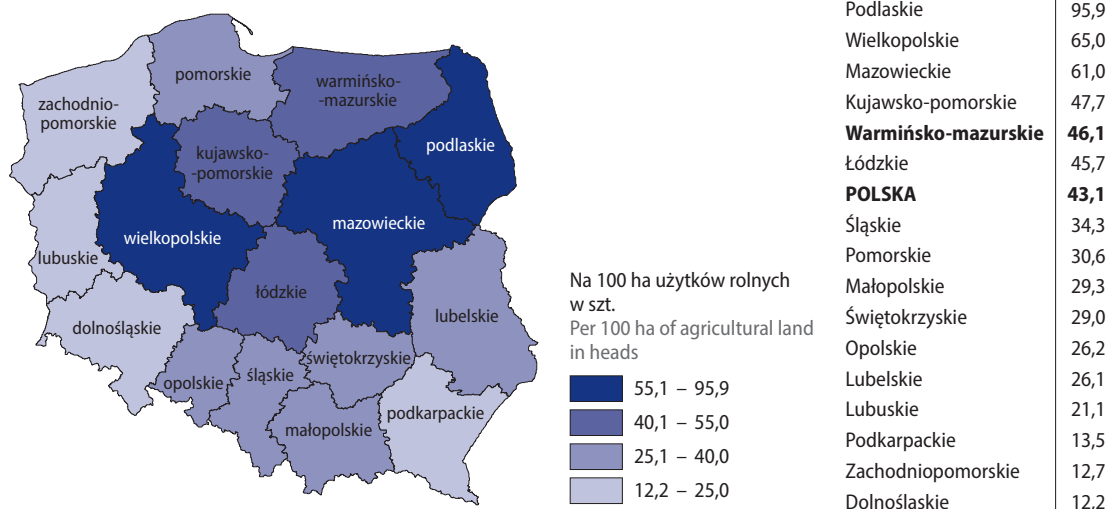 pomorskie
warmińsko-
-mazurskie
zachodnio-
pomorskie
podlaskie
kujawsko-
-pomorskie
mazowieckie
wielkopolskie
lubuskie
łódzkie
lubelskie
dolnośląskie
świętokrzyskie
śląskie
opolskie
podkarpackie
małopolskie
Na 100 ha użytków rolnych
w szt.
Per 100 ha of agricultural land
in heads
55,1 – 95,9
40,1 – 55,0
25,1 – 40,0
12,2 – 25,0
Podlaskie 95,9
Wielkopolskie 65,0
Mazowieckie 61,0
Kujawsko-pomorskie 47,7
Warmińsko-mazurskie 46,1
Łódzkie 45,7
POLSKA 43,1
Śląskie 34,3
Pomorskie 30,6
Małopolskie 29,3
Świętokrzyskie 29,0
Opolskie 26,2
Lubelskie 26,1
Lubuskie 21,1
Podkarpackie 13,5
Zachodniopomorskie 12,7
Dolnośląskie 12,2